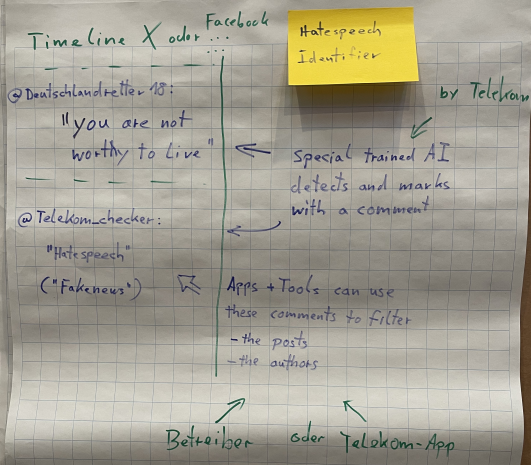 Timeline X oder ...
Facebook
...
Hatespeech
Identifier
by Telekom
@Deutschlandretter18:
"you are not
worthy to live"
Special trained AI
detects and marks
with a comment
@Telekom_checker:
"Hatespeech"
("Fakenews")
Apps + Tools can use
these comments to filter
- the posts
- the authors
Betreiber oder Telekom-App